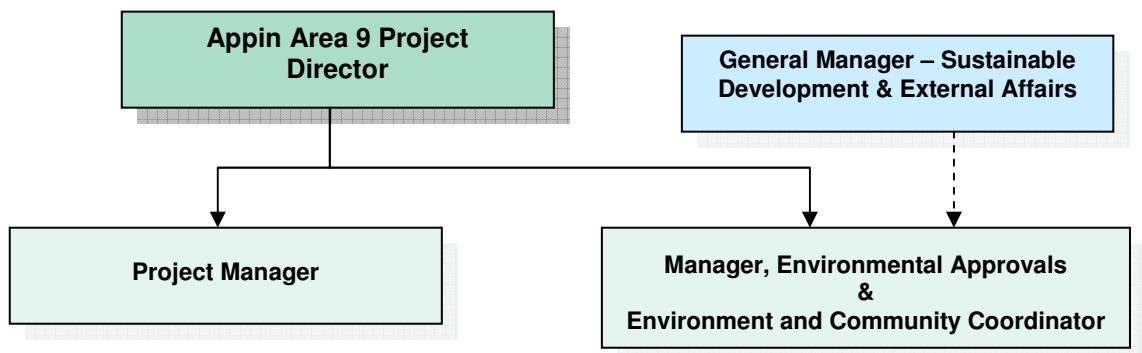 Appin Area 9 Project
Director
General Manager – Sustainable
Development & External Affairs
Project Manager
Manager, Environmental Approvals
&
Environment and Community Coordinator